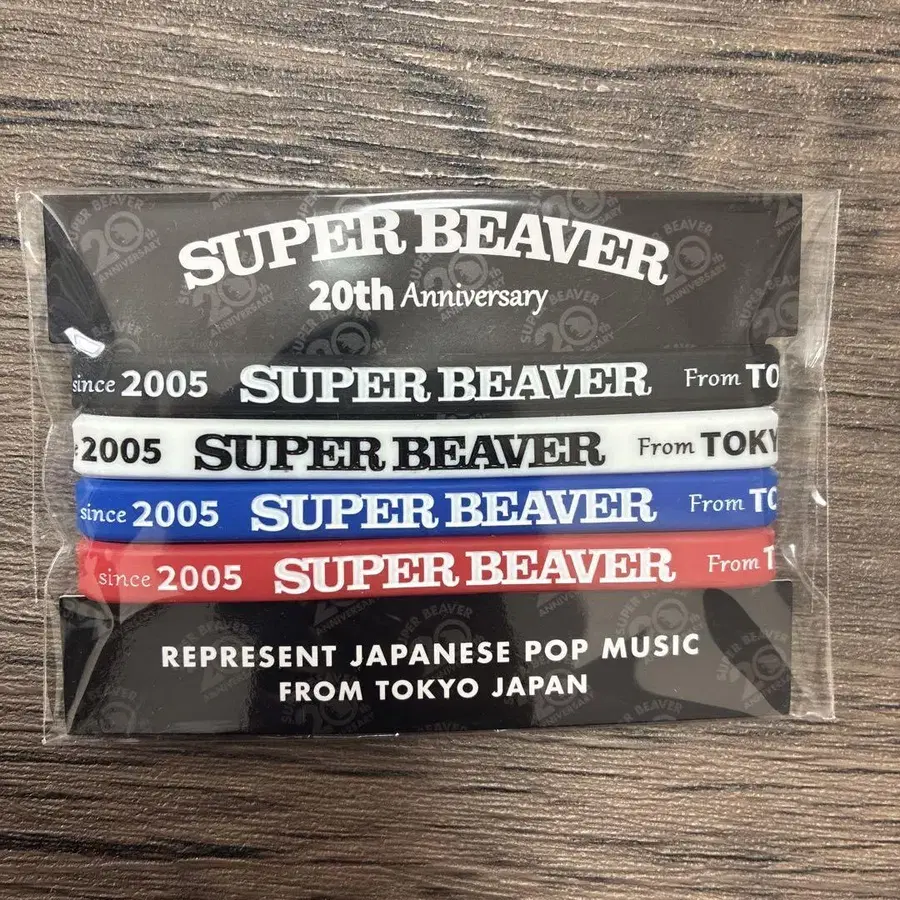 SUPER BEAVER
20th Anniversary
since 2005 SUPER BEAVER From TO
2005 SUPER BEAVER From TOKY
since 2005 SUPER BEAVER From TO
since 2005 SUPER BEAVER From T
REPRESENT JAPANESE POP MUSIC
FROM TOKYO JAPAN